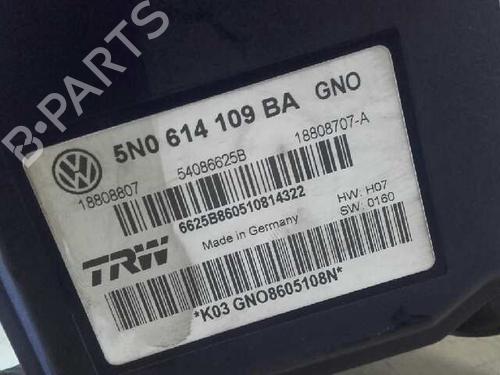 B-PARTS
5N0 614 109 BA GNO
18808807 54086625B 18808707-A
6625B860510814322
Made in Germany
HW: H07
SW: 0160
TRW
*K03 GNO8605108N*